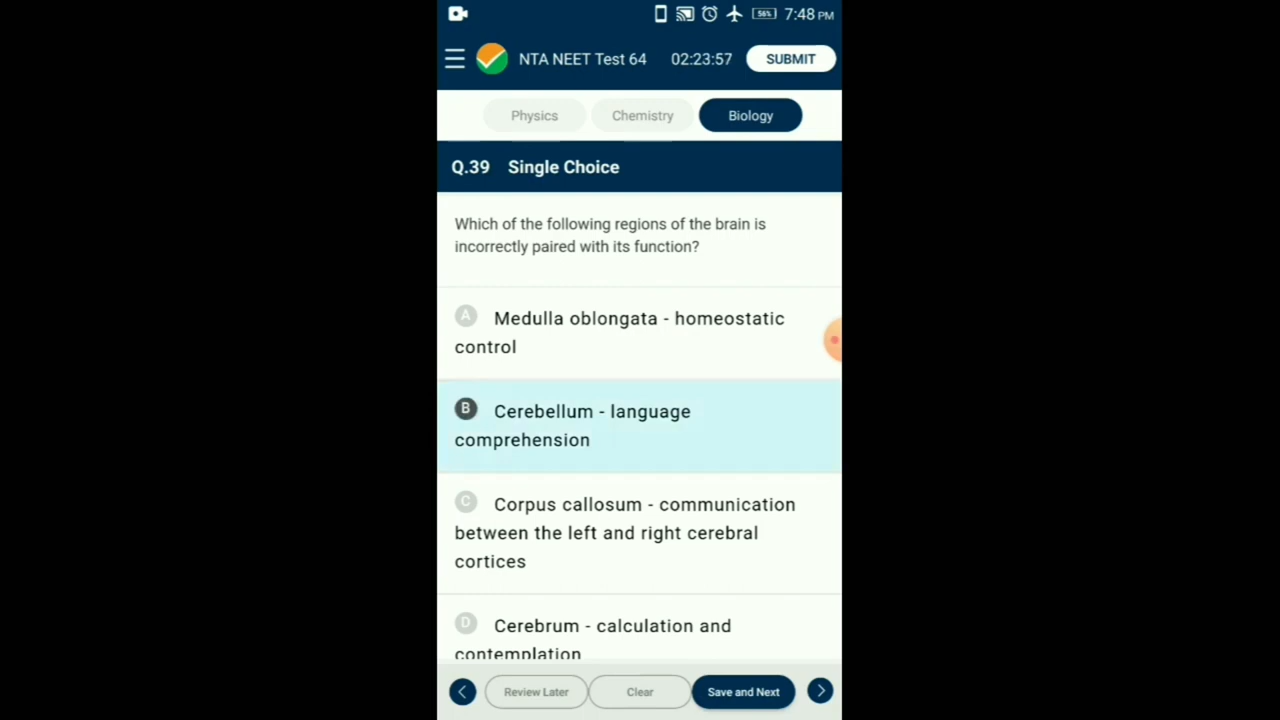 56% 7:48 PM
NTA NEET Test 64 02:23:57 SUBMIT
Physics Chemistry Biology
Q.39 Single Choice
Which of the following regions of the brain is
incorrectly paired with its function?
A Medulla oblongata - homeostatic
control
B Cerebellum - language
comprehension
C Corpus callosum - communication
between the left and right cerebral
cortices
D Cerebrum - calculation and
contemplation
Review Later Clear Save and Next